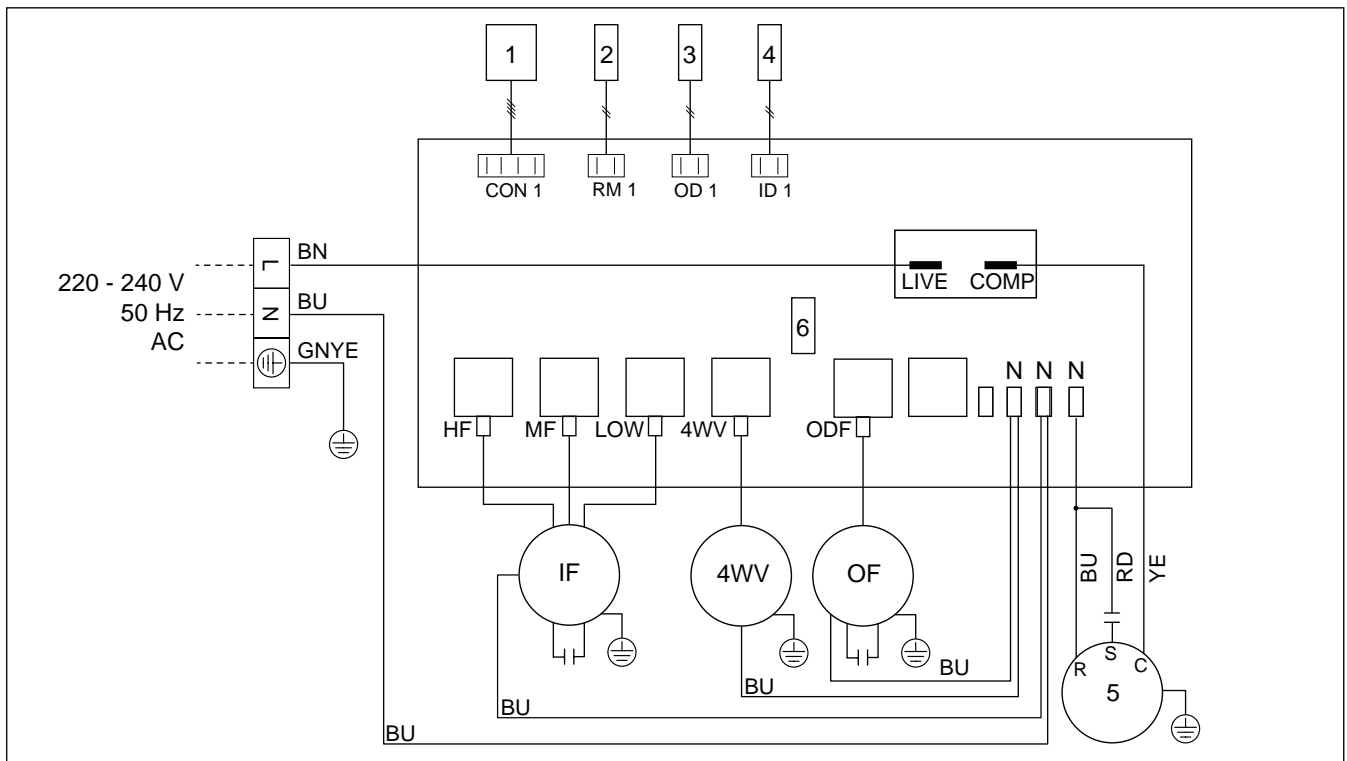 1 2 3 4
CON 1 RM 1 OD 1 ID 1
BN
L
LIVE COMP
220 - 240 V
50 Hz
AC
BU
N
6
GNYE
N N N
HF MF LOW 4WV ODF
BU RD YE
IF 4WV OF
R S C
5
BU
BU
BU
BU